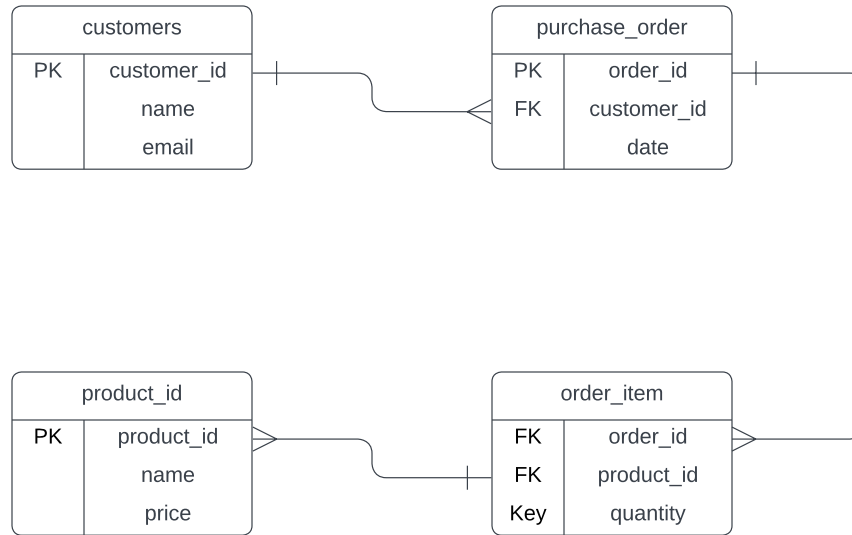 customers
PK customer_id
name
email
purchase_order
PK order_id
FK customer_id
date
product_id
PK product_id
name
price
order_item
FK order_id
FK product_id
Key quantity